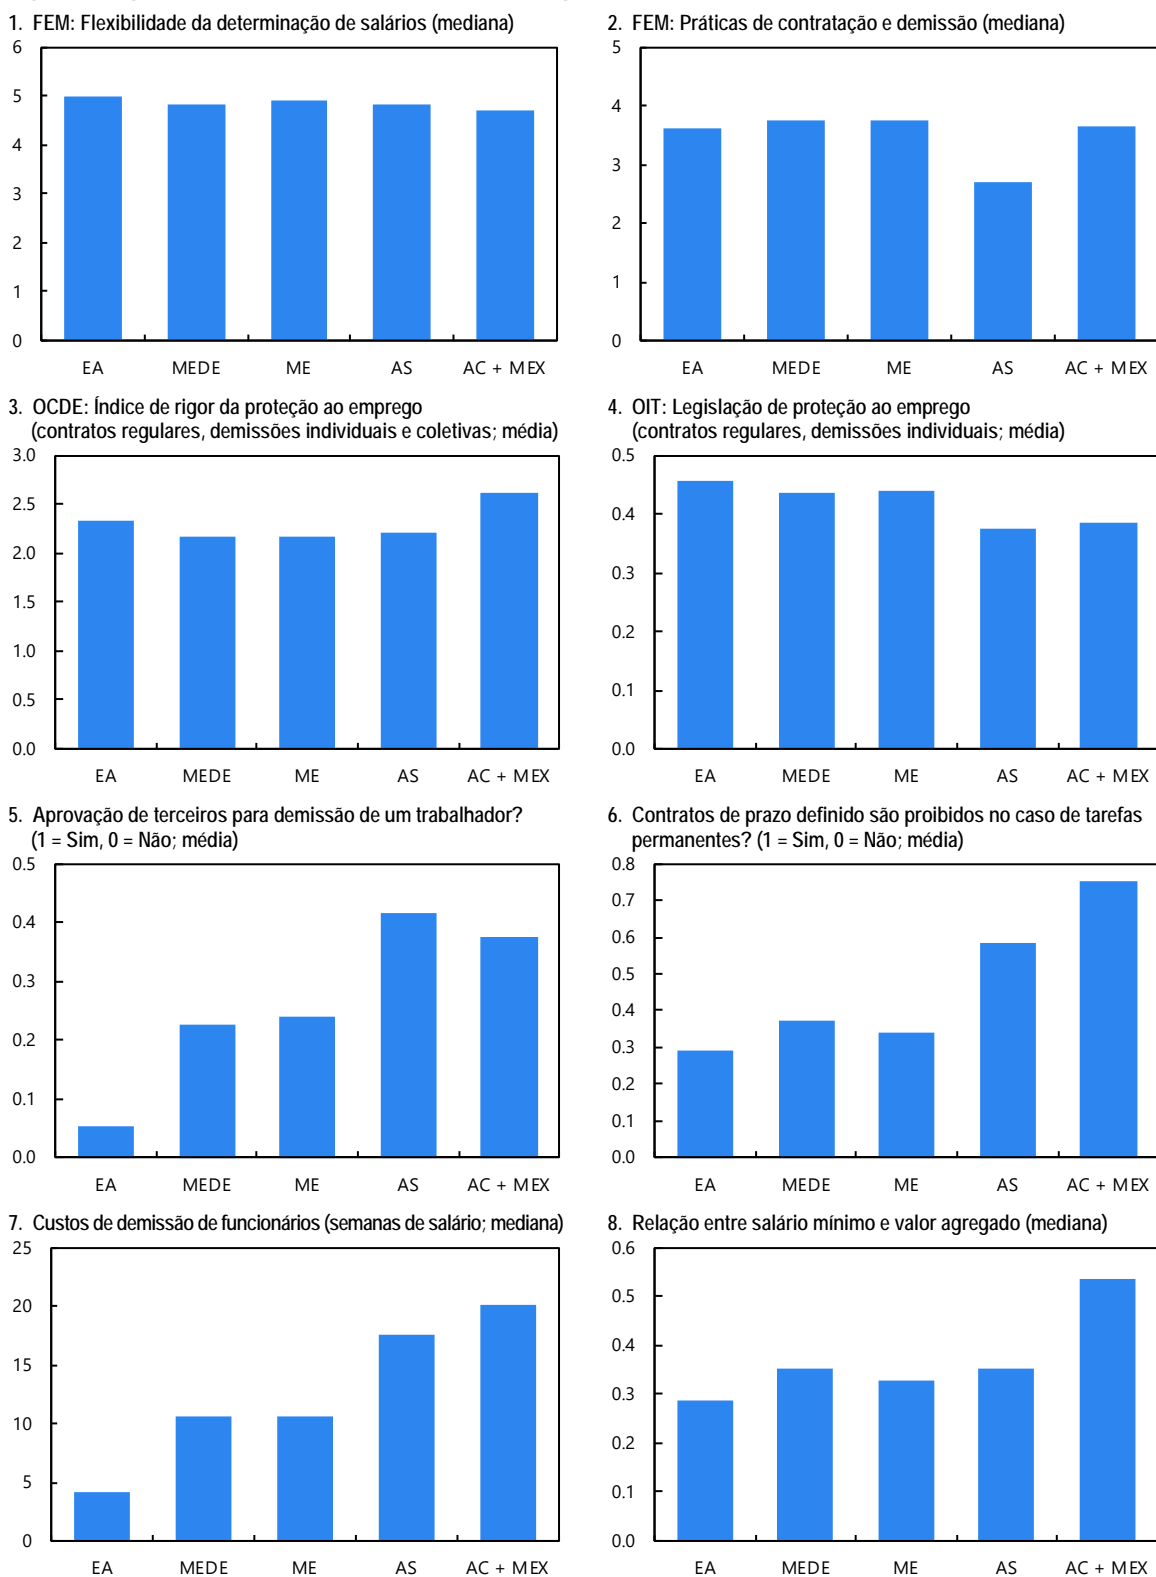 1. FEM: Flexibilidade da determinação de salários (mediana)
6
5
4
3
2
1
0
EA MEDE ME AS AC + MEX
2. FEM: Práticas de contratação e demissão (mediana)
5
4
3
2
1
0
EA MEDE ME AS AC + MEX
3. OCDE: Índice de rigor da proteção ao emprego
(contratos regulares, demissões individuais e coletivas; média)
3.0
2.5
2.0
1.5
1.0
0.5
0.0
EA MEDE ME AS AC + MEX
4. OIT: Legislação de proteção ao emprego
(contratos regulares, demissões individuais; média)
0.5
0.4
0.3
0.2
0.1
0.0
EA MEDE ME AS AC + MEX
5. Aprovação de terceiros para demissão de um trabalhador?
(1 = Sim, 0 = Não; média)
0.5
0.4
0.3
0.2
0.1
0.0
EA MEDE ME AS AC + MEX
6. Contratos de prazo definido são proibidos no caso de tarefas
permanentes? (1 = Sim, 0 = Não; média)
0.8
0.7
0.6
0.5
0.4
0.3
0.2
0.1
0.0
EA MEDE ME AS AC + MEX
7. Custos de demissão de funcionários (semanas de salário; mediana)
25
20
15
10
5
0
EA MEDE ME AS AC + MEX
8. Relação entre salário mínimo e valor agregado (mediana)
0.6
0.5
0.4
0.3
0.2
0.1
0.0
EA MEDE ME AS AC + MEX